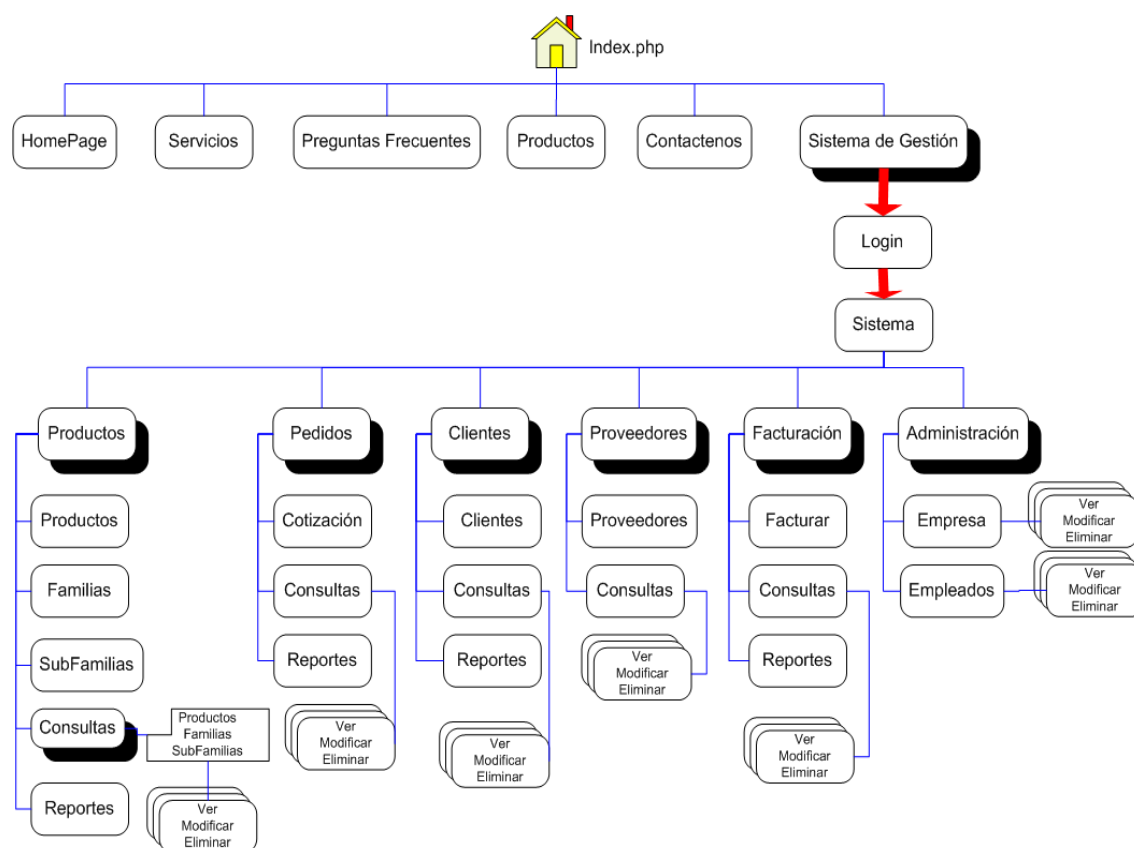 Index.php
HomePage
Servicios
Preguntas Frecuentes
Productos
Contactenos
Sistema de Gestión
Login
Sistema
Productos
Pedidos
Clientes
Proveedores
Facturación
Administración
Productos
Cotización
Clientes
Proveedores
Facturar
Empresa
Ver
Modificar
Eliminar
Familias
Consultas
Consultas
Consultas
Consultas
Empleados
Ver
Modificar
Eliminar
SubFamilias
Reportes
Reportes
Ver
Modificar
Eliminar
Reportes
Consultas
Productos
Familias
SubFamilias
Ver
Modificar
Eliminar
Ver
Modificar
Eliminar
Ver
Modificar
Eliminar
Reportes
Ver
Modificar
Eliminar